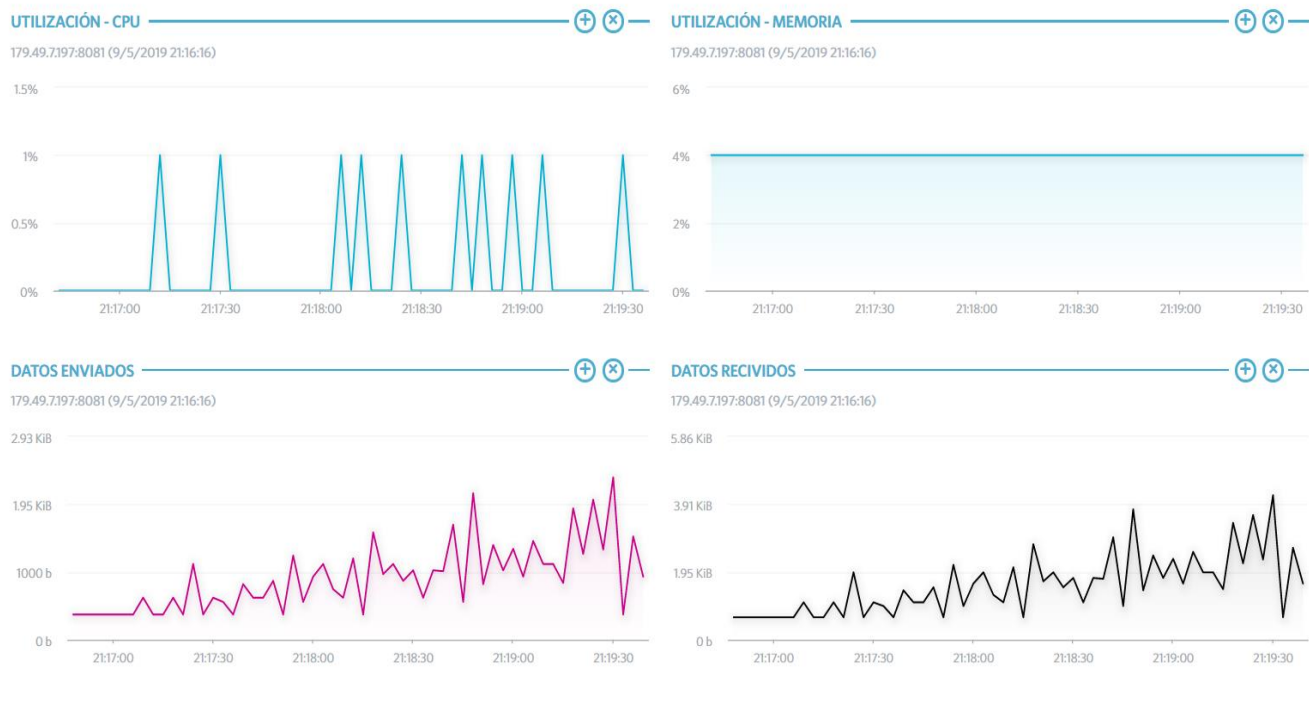 UTILIZACIÓN - CPU
179.49.7.197:8081 (9/5/2019 21:16:16)
1.5%
1%
0.5%
0%
21:17:00 21:17:30 21:18:00 21:18:30 21:19:00 21:19:30
UTILIZACIÓN - MEMORIA
179.49.7.197:8081 (9/5/2019 21:16:16)
6%
4%
2%
0%
21:17:00 21:17:30 21:18:00 21:18:30 21:19:00 21:19:30
DATOS ENVIADOS
179.49.7.197:8081 (9/5/2019 21:16:16)
2.93 KiB
1.95 KiB
1000 b
0 b
21:17:00 21:17:30 21:18:00 21:18:30 21:19:00 21:19:30
DATOS RECIVIDOS
179.49.7.197:8081 (9/5/2019 21:16:16)
5.86 KiB
3.91 KiB
1.95 KiB
0 b
21:17:00 21:17:30 21:18:00 21:18:30 21:19:00 21:19:30